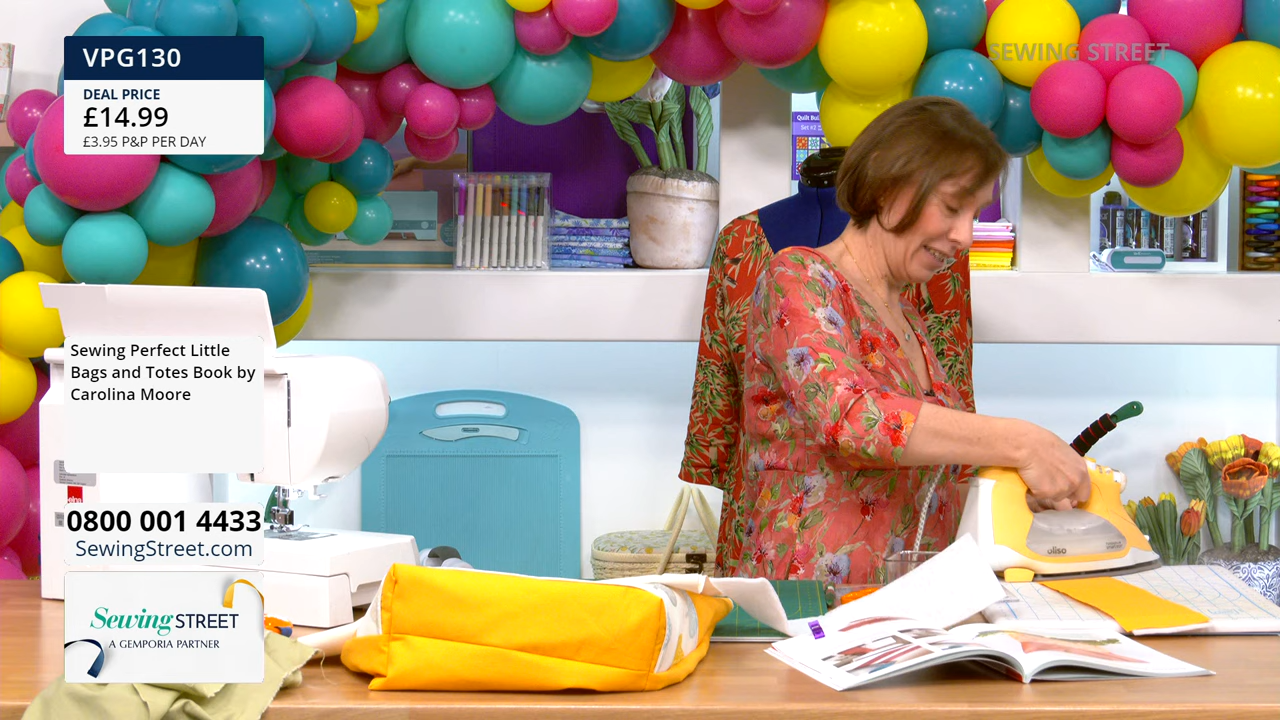 VPG130
DEAL PRICE
£14.99
£3.95 P&P PER DAY
SEWING STREET
Quilt
Sewing Perfect Little
Bags and Totes Book by
Carolina Moore
0800 001 4433
SewingStreet.com
Sewing STREET
A GEMPORIA PARTNER
oliso